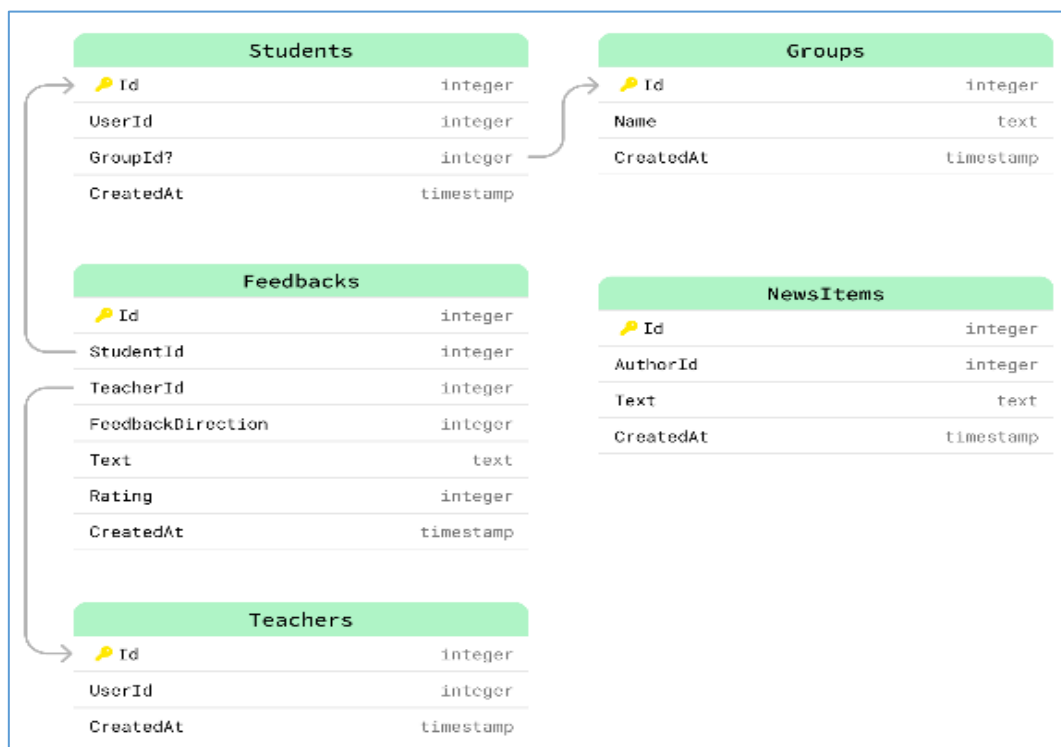 Students
Id integer
UserId integer
GroupId? integer
CreatedAt timestamp
Groups
Id integer
Name text
CreatedAt timestamp
Feedbacks
Id integer
StudentId integer
TeacherId integer
FeedbackDirection integer
Text text
Rating integer
CreatedAt timestamp
NewsItems
Id integer
AuthorId integer
Text text
CreatedAt timestamp
Teachers
Id integer
UserId integer
CreatedAt timestamp